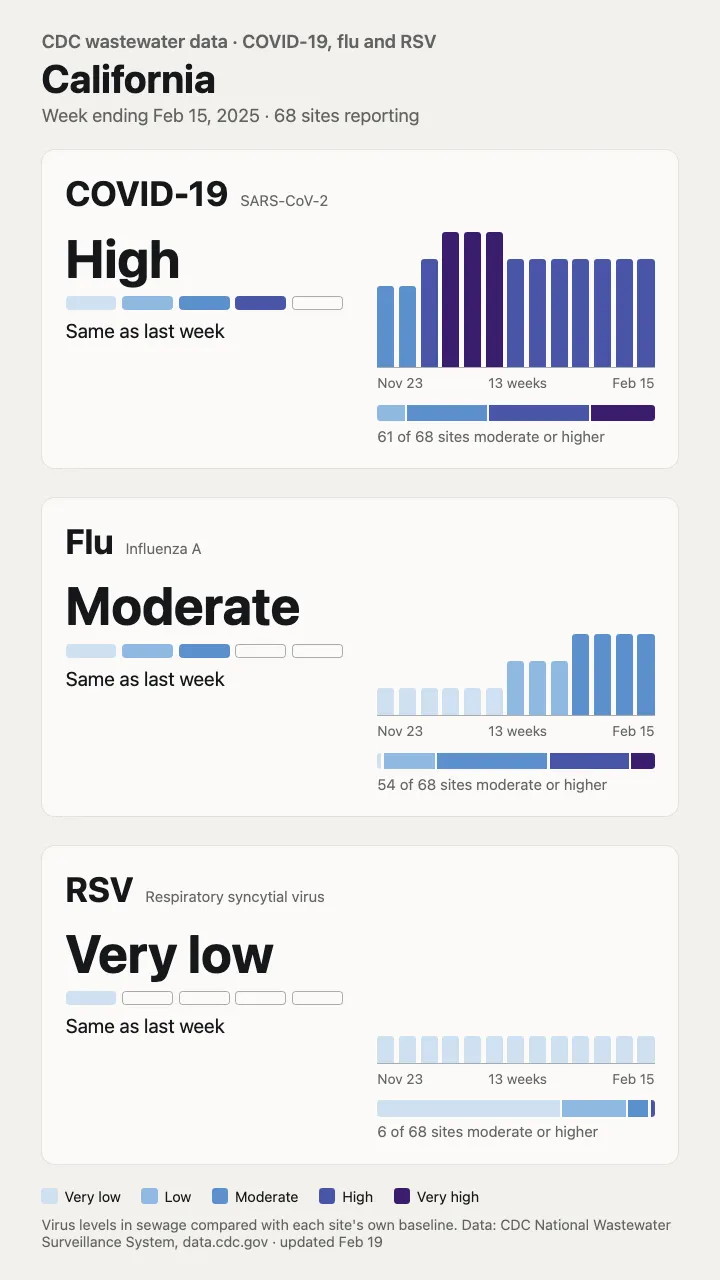 CDC wastewater data · COVID-19, flu and RSV
California
Week ending Feb 15, 2025 · 68 sites reporting
COVID-19 SARS-CoV-2
High
Same as last week
Nov 23 13 weeks Feb 15
61 of 68 sites moderate or higher
Flu Influenza A
Moderate
Same as last week
Nov 23 13 weeks Feb 15
54 of 68 sites moderate or higher
RSV Respiratory syncytial virus
Very low
Same as last week
Nov 23 13 weeks Feb 15
6 of 68 sites moderate or higher
Very low Low Moderate High Very high
Virus levels in sewage compared with each site's own baseline. Data: CDC National Wastewater
Surveillance System, data.cdc.gov · updated Feb 19